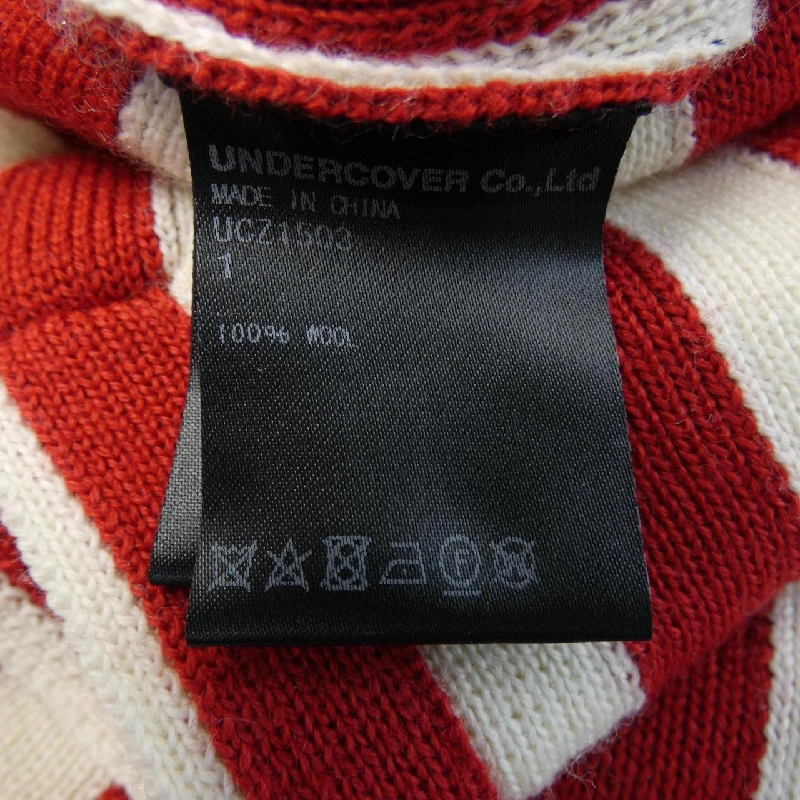 UNDERCOVER Co.,Ltd
MADE IN CHINA
UCZ1503
1
100% WOOL